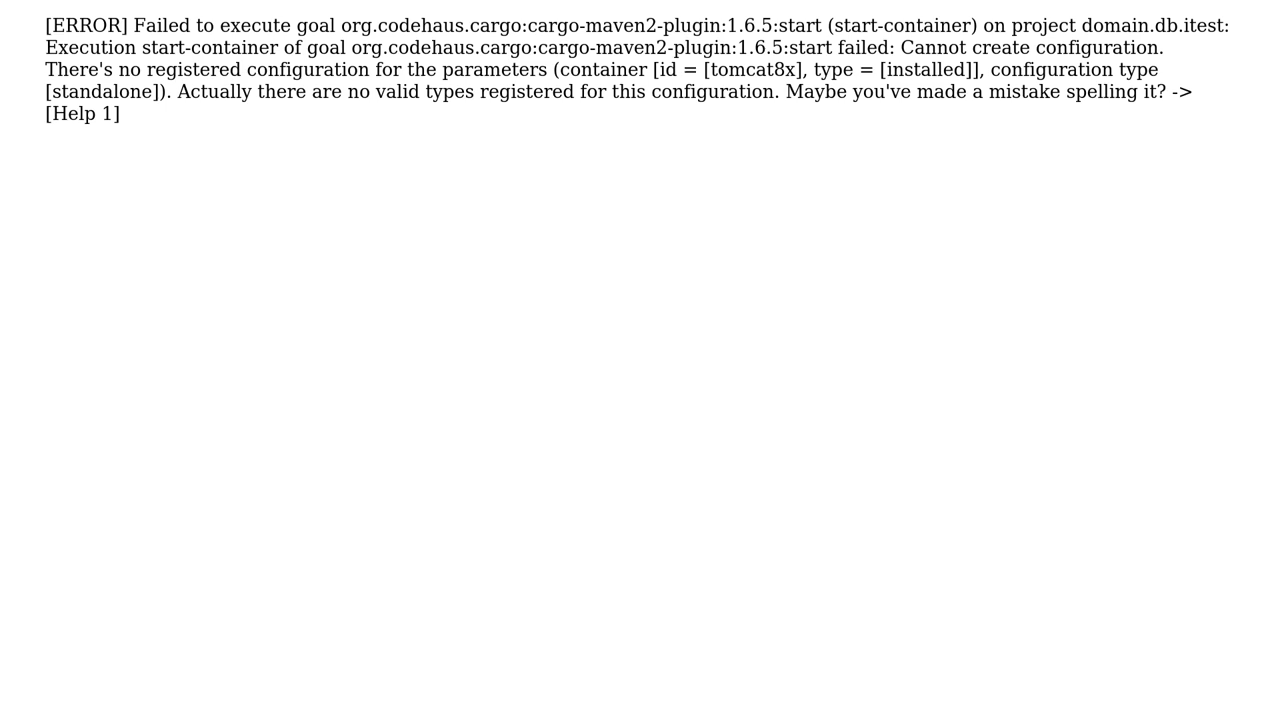 [ERROR] Failed to execute goal org.codehaus.cargo:cargo-maven2-plugin:1.6.5:start (start-container) on project domain.db.itest:
Execution start-container of goal org.codehaus.cargo:cargo-maven2-plugin:1.6.5:start failed: Cannot create configuration.
There's no registered configuration for the parameters (container [id = [tomcat8x], type = [installed]], configuration type
[standalone]). Actually there are no valid types registered for this configuration. Maybe you've made a mistake spelling it? ->
[Help 1]